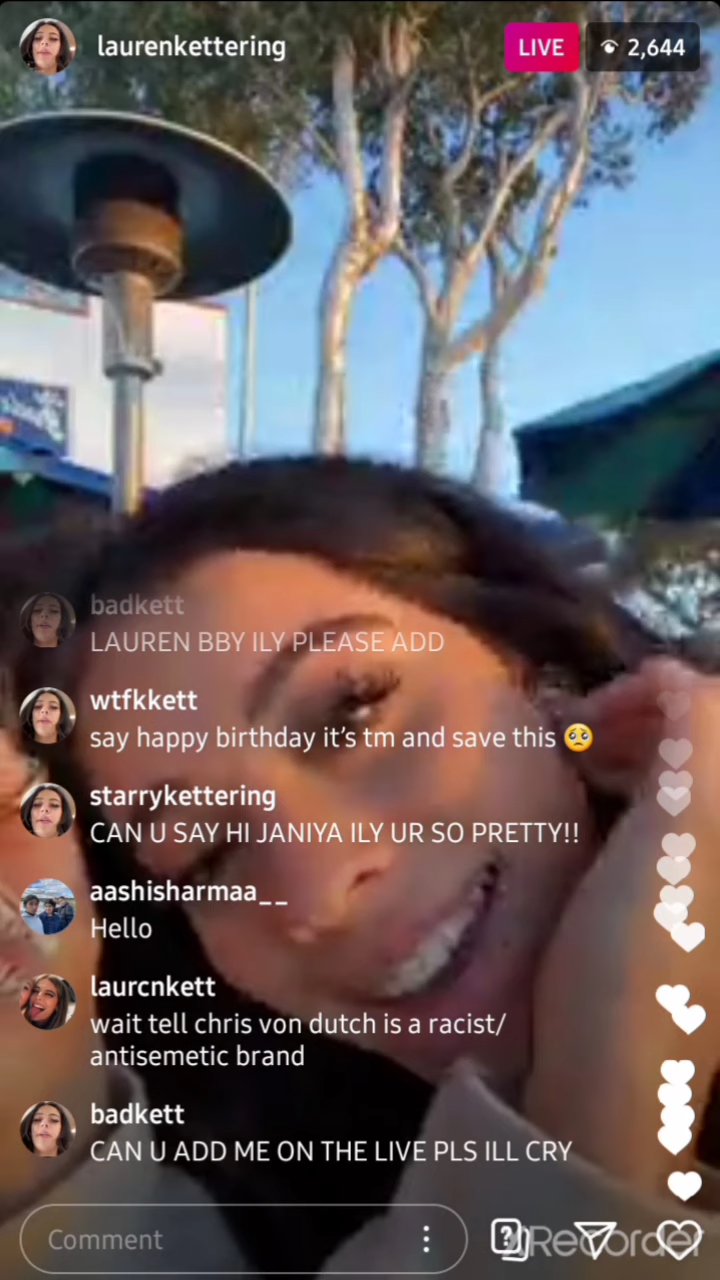 laurenkettering
LIVE
2,644
badkett
LAUREN BBY ILY PLEASE ADD
wtfkkett
say happy birthday it’s tm and save this 🥺
starrykettering
CAN U SAY HI JANIYA ILY UR SO PRETTY!!
aashisharmaa__
Hello
laurcnkett
wait tell chris von dutch is a racist/
antisemetic brand
badkett
CAN U ADD ME ON THE LIVE PLS ILL CRY
Comment
Recorder